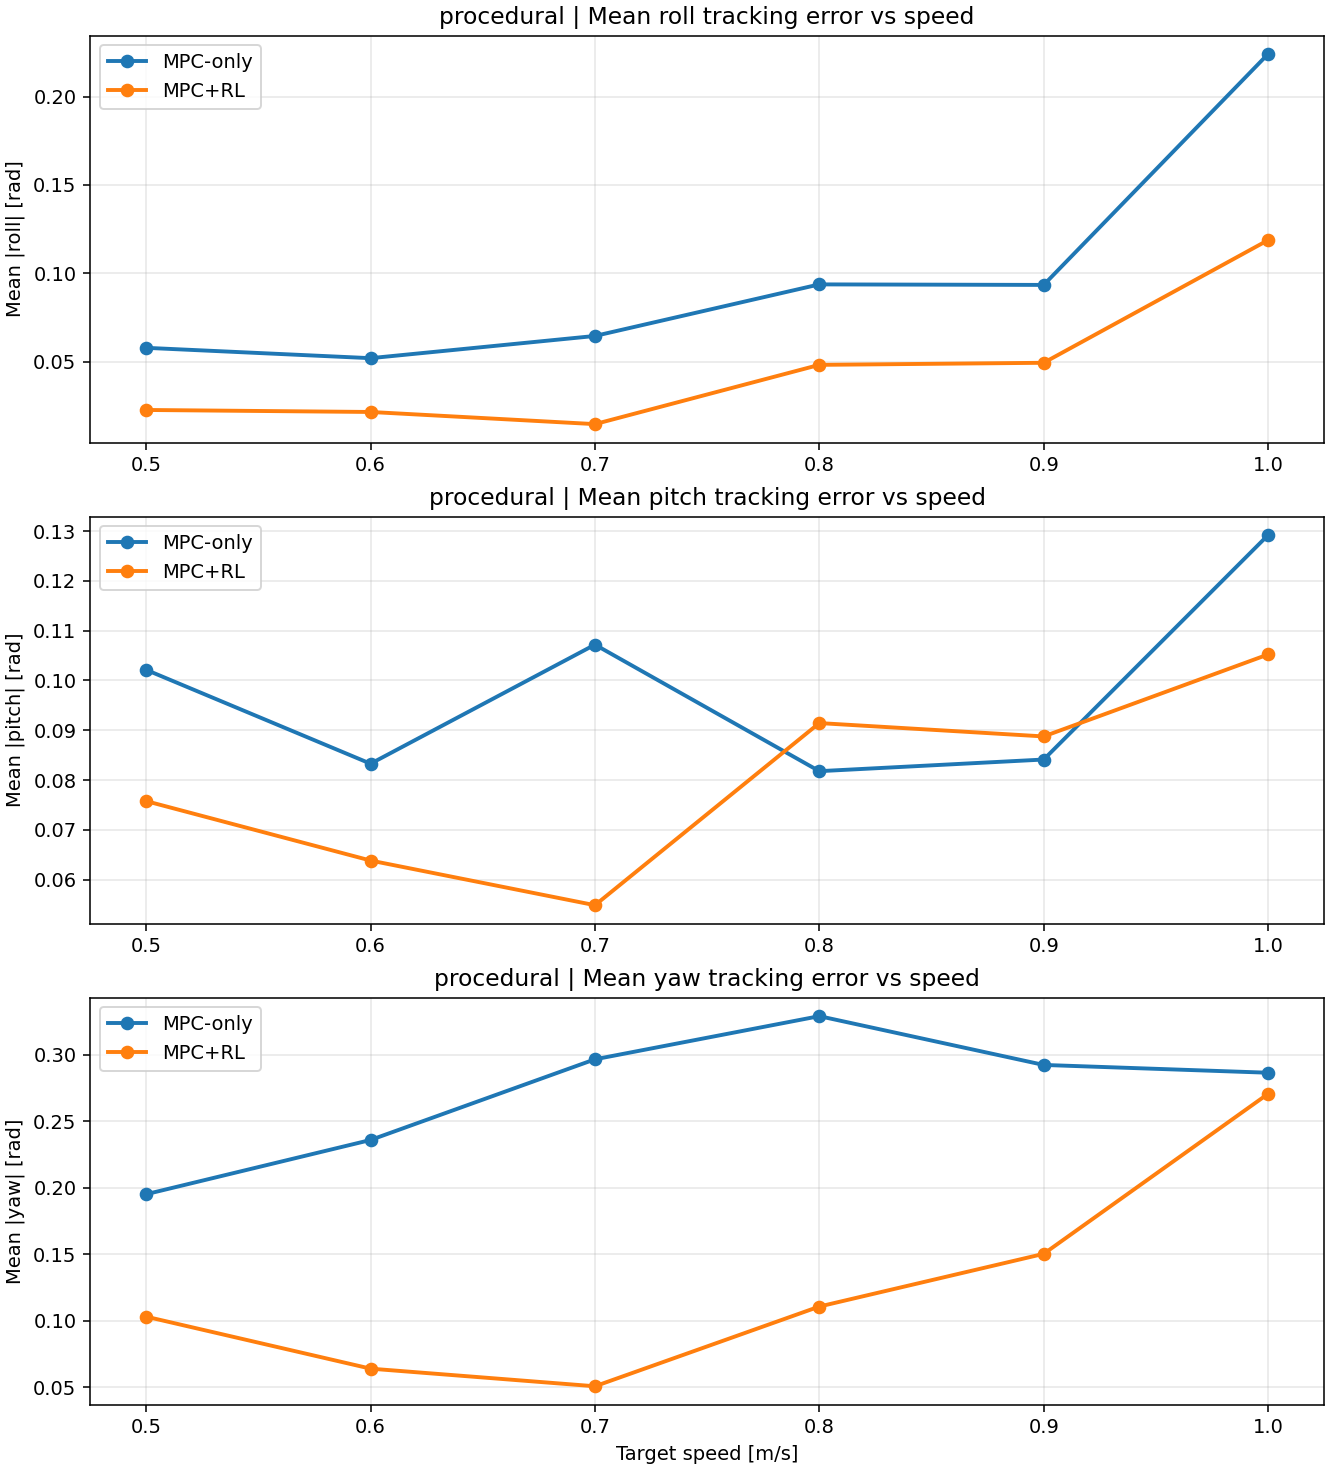 procedural | Mean roll tracking error vs speed
MPC-only
MPC+RL
Mean |roll| [rad]
0.20
0.15
0.10
0.05
0.5 0.6 0.7 0.8 0.9 1.0
procedural | Mean pitch tracking error vs speed
MPC-only
MPC+RL
Mean |pitch| [rad]
0.13
0.12
0.11
0.10
0.09
0.08
0.07
0.06
0.5 0.6 0.7 0.8 0.9 1.0
procedural | Mean yaw tracking error vs speed
MPC-only
MPC+RL
Mean |yaw| [rad]
0.30
0.25
0.20
0.15
0.10
0.05
0.5 0.6 0.7 0.8 0.9 1.0
Target speed [m/s]